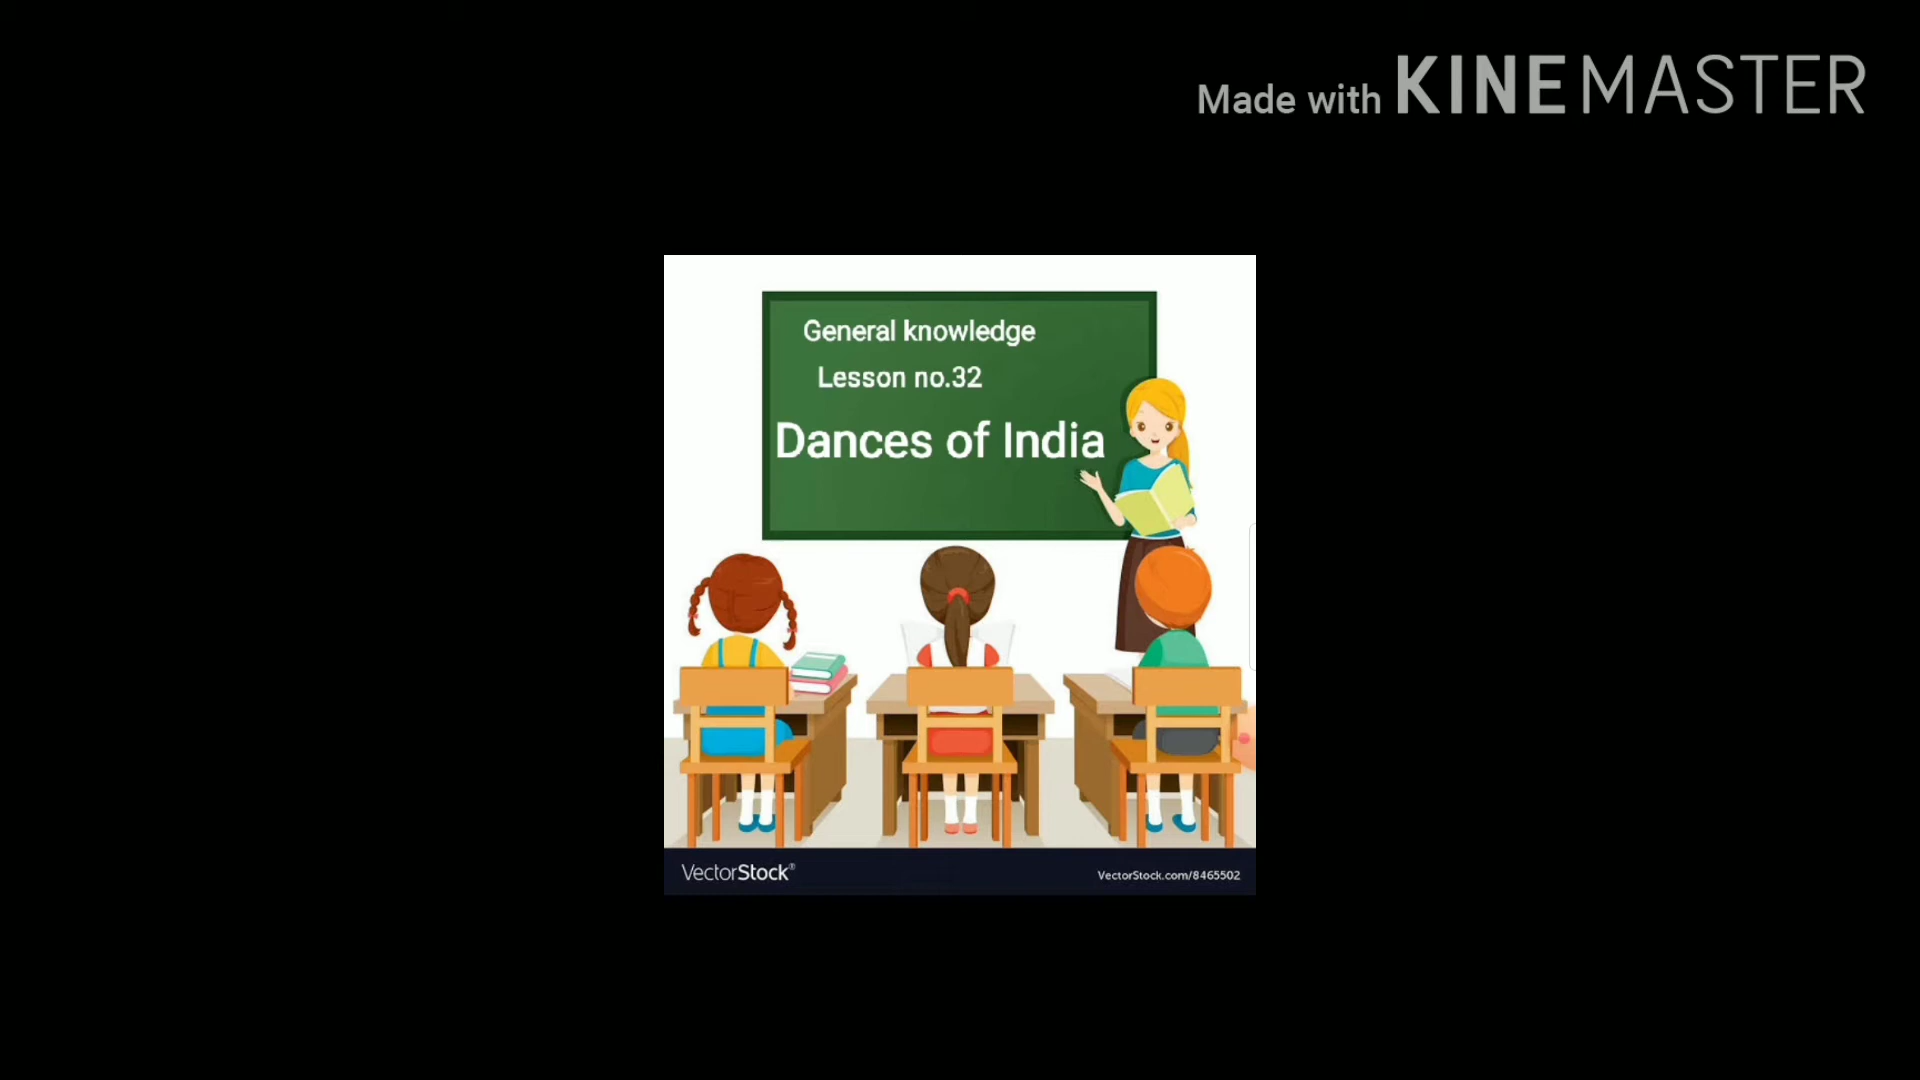 Made with KINEMASTER
General knowledge
Lesson no.32
Dances of India
VectorStock®
VectorStock.com/8465502